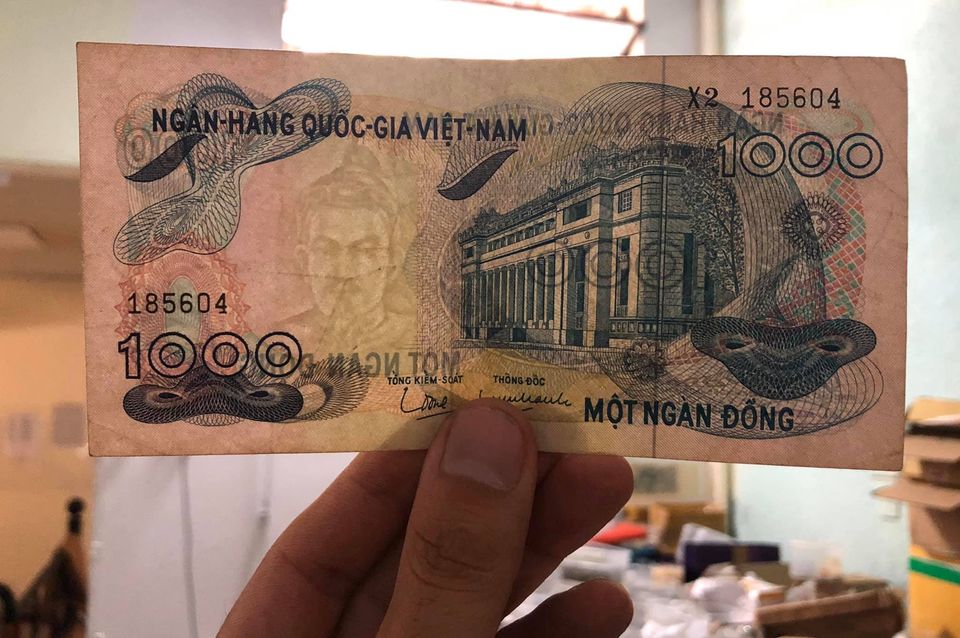 X2 185604
NGÂN-HÀNG QUỐC-GIA VIỆT-NAM
1000
185604
1000
TỔNG KIỂM-SOÁT THỐNG ĐỐC
MỘT NGÀN ĐỒNG